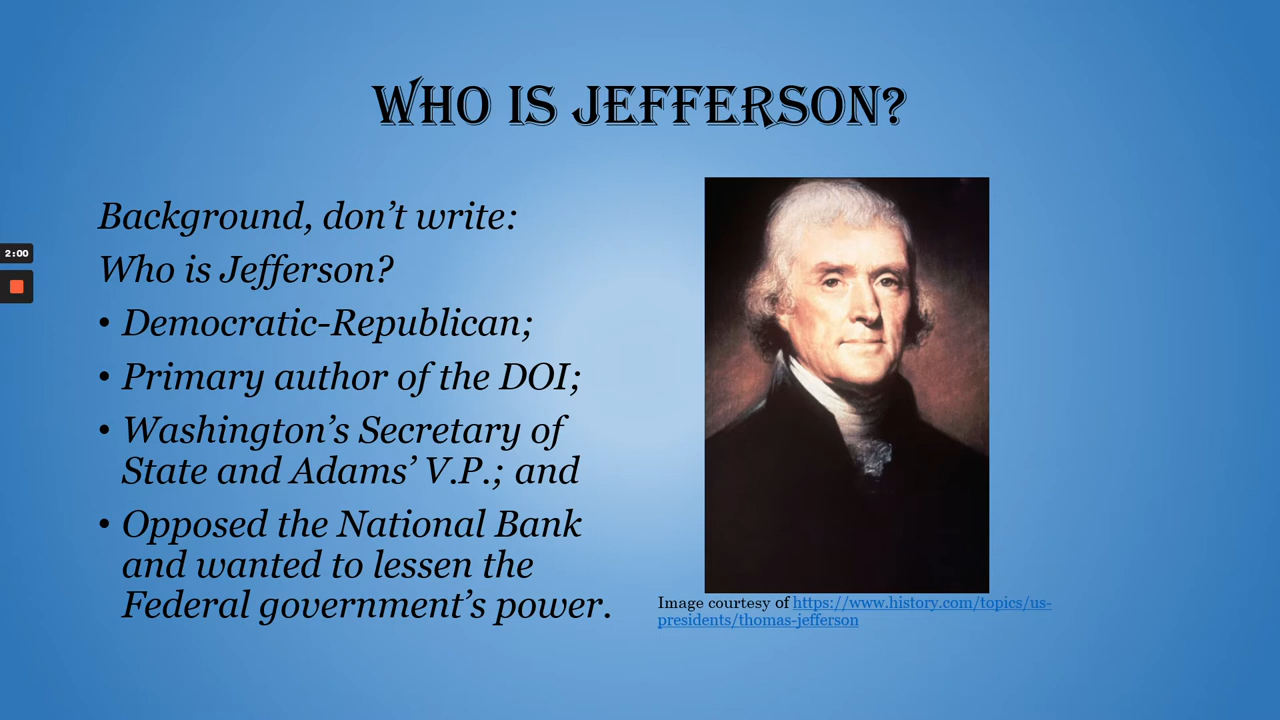 WHO IS JEFFERSON?
Background, don't write:
Who is Jefferson?
• Democratic-Republican;
• Primary author of the DOI;
• Washington's Secretary of
State and Adams' V.P.; and
• Opposed the National Bank
and wanted to lessen the
Federal government's power.
2:00
Image courtesy of https://www.history.com/topics/us-
presidents/thomas-jefferson